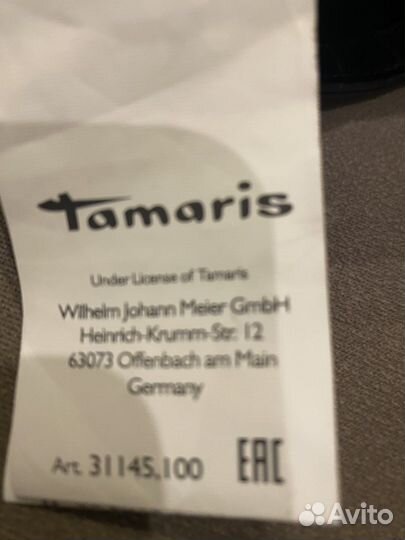 Tamaris
Under License of Tamaris
Wilhelm Johann Meier GmbH
Heinrich-Krumm-Str. 12
63073 Offenbach am Main
Germany
Art. 31145,100 EAC
Avito